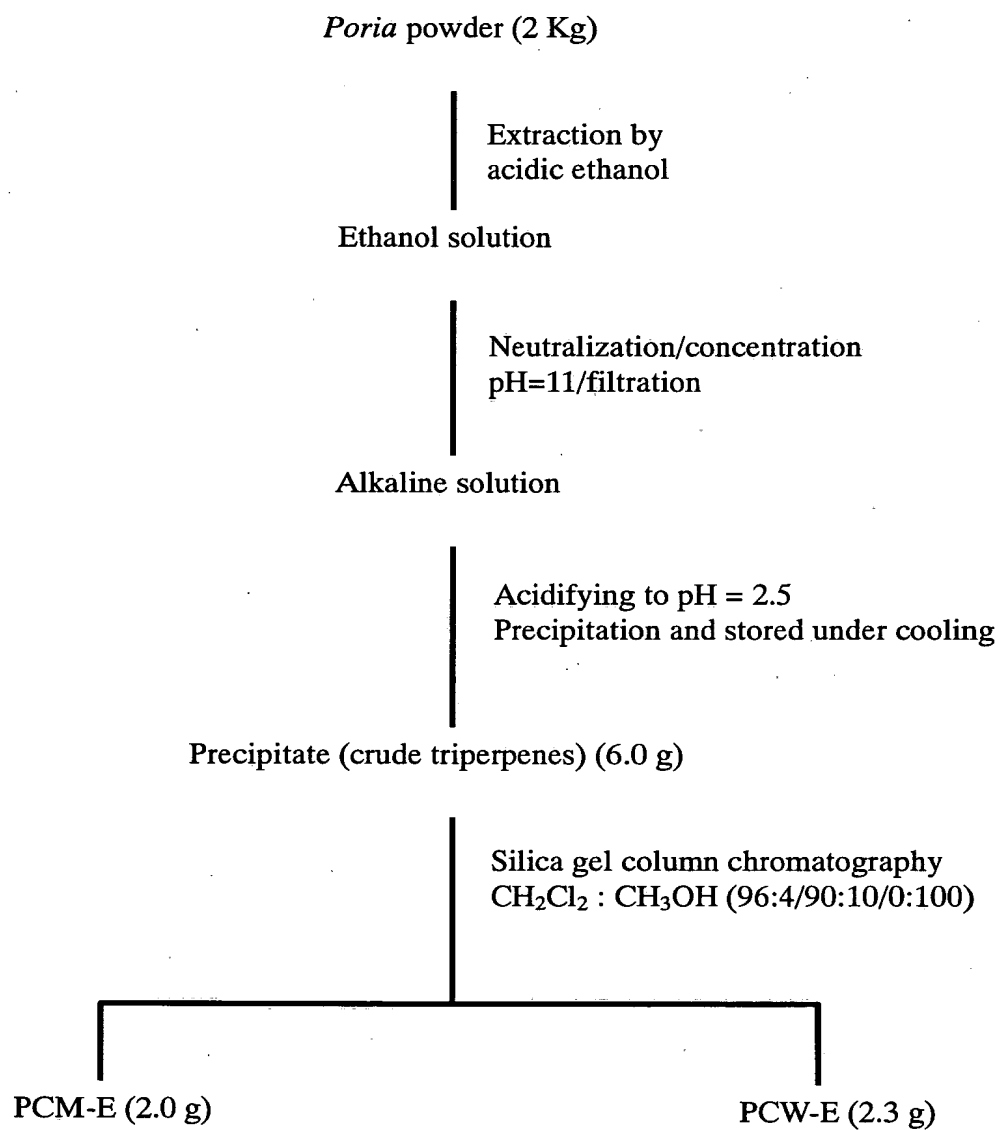 Poria powder (2 Kg)
Extraction by
acidic ethanol
Ethanol solution
Neutralization/concentration
pH=11/filtration
Alkaline solution
Acidifying to pH = 2.5
Precipitation and stored under cooling
Precipitate (crude triperpenes) (6.0 g)
Silica gel column chromatography
CH₂Cl₂ : CH₃OH (96:4/90:10/0:100)
PCM-E (2.0 g)
PCW-E (2.3 g)